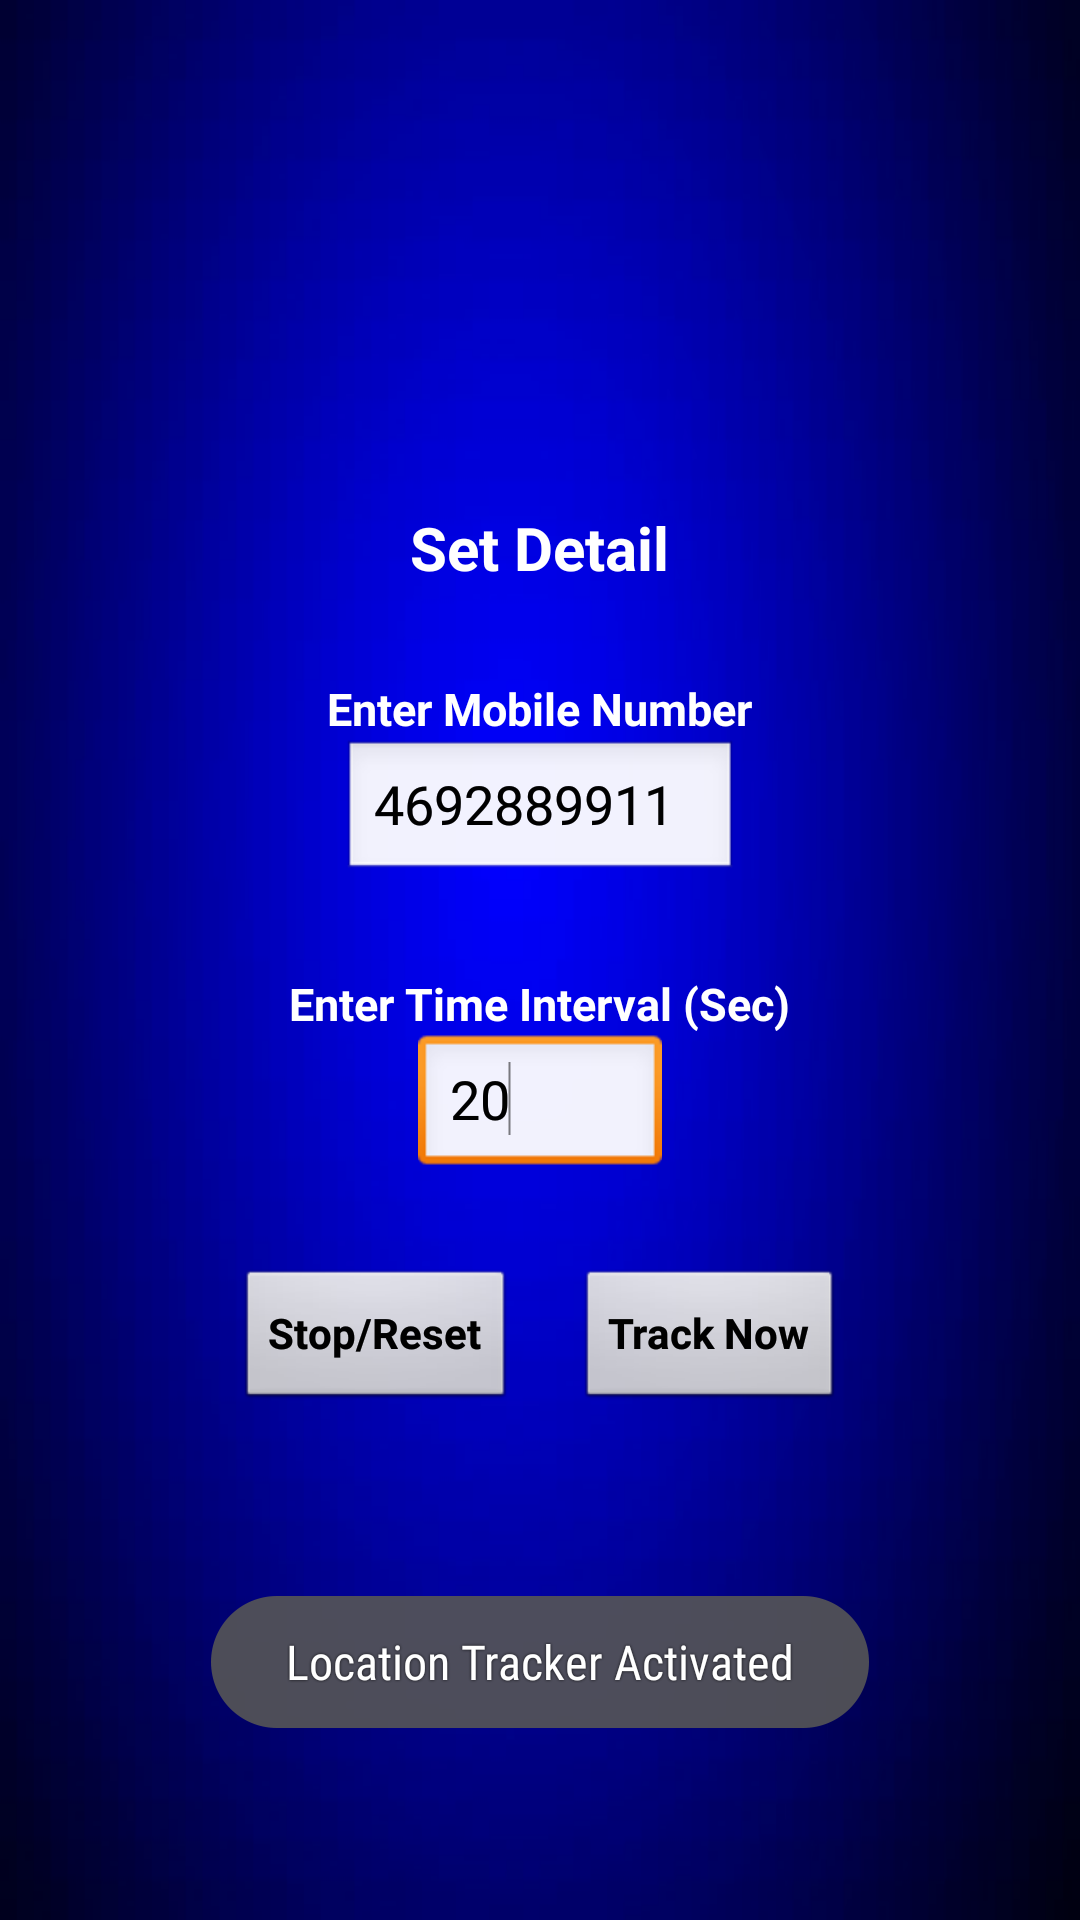 Set Detail
Enter Mobile Number
4692889911
Enter Time Interval (Sec)
20
Stop/Reset
Track Now
Location Tracker Activated